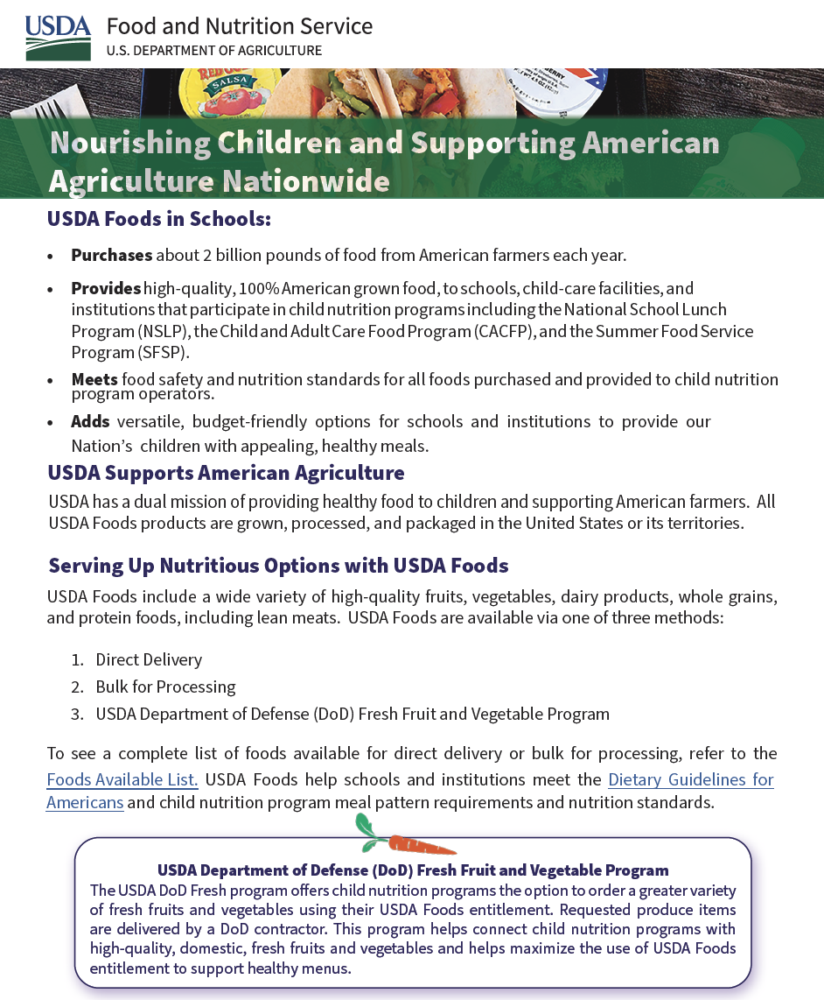 USDA Food and Nutrition Service
U.S. DEPARTMENT OF AGRICULTURE
SALSA
Nourishing Children and Supporting American
Agriculture Nationwide
USDA Foods in Schools:
• Purchases about 2 billion pounds of food from American farmers each year.
• Provides high-quality, 100% American grown food, to schools, child-care facilities, and
institutions that participate in child nutrition programs including the National School Lunch
Program (NSLP), the Child and Adult Care Food Program (CACFP), and the Summer Food Service
Program (SFSP).
• Meets food safety and nutrition standards for all foods purchased and provided to child nutrition
program operators.
• Adds versatile, budget-friendly options for schools and institutions to provide our
Nation’s children with appealing, healthy meals.
USDA Supports American Agriculture
USDA has a dual mission of providing healthy food to children and supporting American farmers. All
USDA Foods products are grown, processed, and packaged in the United States or its territories.
Serving Up Nutritious Options with USDA Foods
USDA Foods include a wide variety of high-quality fruits, vegetables, dairy products, whole grains,
and protein foods, including lean meats. USDA Foods are available via one of three methods:
1. Direct Delivery
2. Bulk for Processing
3. USDA Department of Defense (DoD) Fresh Fruit and Vegetable Program
To see a complete list of foods available for direct delivery or bulk for processing, refer to the
Foods Available List. USDA Foods help schools and institutions meet the Dietary Guidelines for
Americans and child nutrition program meal pattern requirements and nutrition standards.
USDA Department of Defense (DoD) Fresh Fruit and Vegetable Program
The USDA DoD Fresh program offers child nutrition programs the option to order a greater variety
of fresh fruits and vegetables using their USDA Foods entitlement. Requested produce items
are delivered by a DoD contractor. This program helps connect child nutrition programs with
high-quality, domestic, fresh fruits and vegetables and helps maximize the use of USDA Foods
entitlement to support healthy menus.